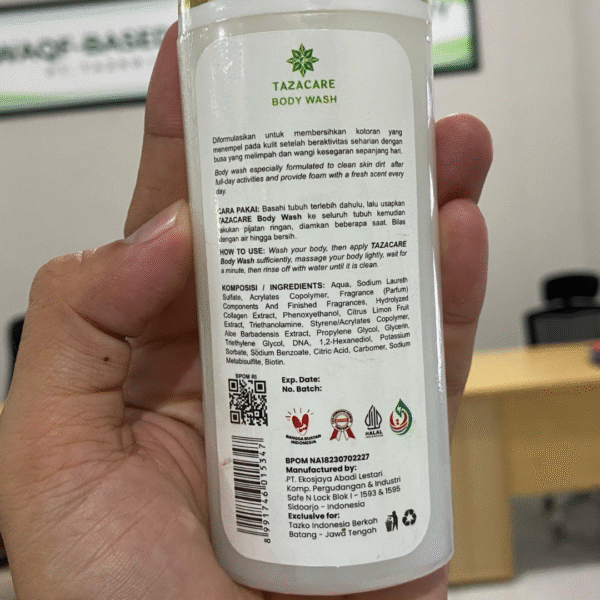 WAQF-BASED
TAZACARE
BODY WASH
Diformulasikan untuk membersihkan kotoran yang
menempel pada kulit setelah beraktivitas seharian dengan
busa yang melimpah dan wangi kesegaran sepanjang hari.
Body wash especially formulated to clean skin dirt after
full-day activities and provide foam with a fresh scent every
day.
CARA PAKAI: Basahi tubuh terlebih dahulu, lalu usapkan
TAZACARE Body Wash ke seluruh tubuh kemudian
lakukan pijatan ringan, diamkan beberapa saat. Bilas
dengan air hingga bersih.
HOW TO USE: Wash your body, then apply TAZACARE
Body Wash sufficiently, massage your body lightly, wait for
a minute, then rinse off with water until it is clean.
KOMPOSISI / INGREDIENTS: Aqua, Sodium Laureth
Sulfate, Acrylates Copolymer, Fragrance (Parfum)
Components And Finished Fragrances, Hydrolyzed
Collagen Extract, Phenoxyethanol, Citrus Limon Fruit
Extract, Triethanolamine, Styrene/Acrylates Copolymer,
Aloe Barbadensis Extract, Propylene Glycol, Glycerin,
Triethylene Glycol, DNA, 1,2-Hexanediol, Potassium
Sorbate, Sodium Benzoate, Citric Acid, Carbomer, Sodium
Metabisulfite, Biotin.
BPOM RI
Exp. Date:
No. Batch:
BANGGA BUATAN
INDONESIA
HALAL
INDONESIA
8991746015347
BPOM NA18230702227
Manufactured by:
PT. Ekosjaya Abadi Lestari
Komp. Pergudangan & Industri
Safe N Lock Blok I - 1593 & 1595
Sidoarjo - Indonesia
Exclusive for:
Tazko Indonesia Berkah
Batang - Jawa Tengah